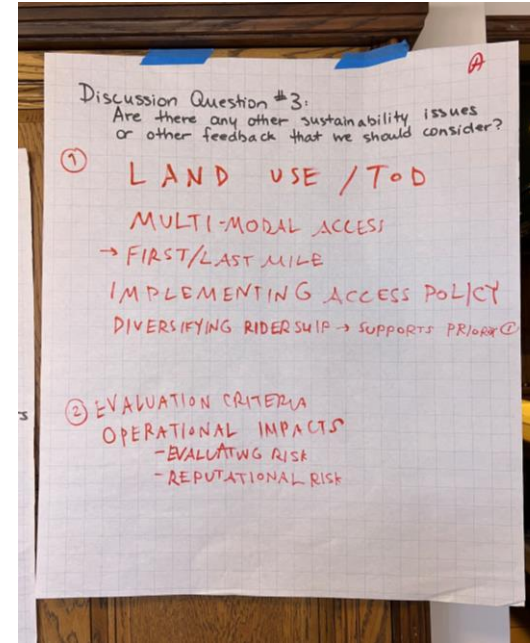 A
Discussion Question #3:
Are there any other sustainability issues
or other feedback that we should consider?
1 LAND USE / TOD
MULTI-MODAL ACCESS
→ FIRST/LAST MILE
IMPLEMENTING ACCESS POLICY
DIVERSIFYING RIDERSHIP → SUPPORTS
2 EVALUATION CRITERIA
OPERATIONAL IMPACTS
- EVALUATING RISK
- REPUTATIONAL RISK